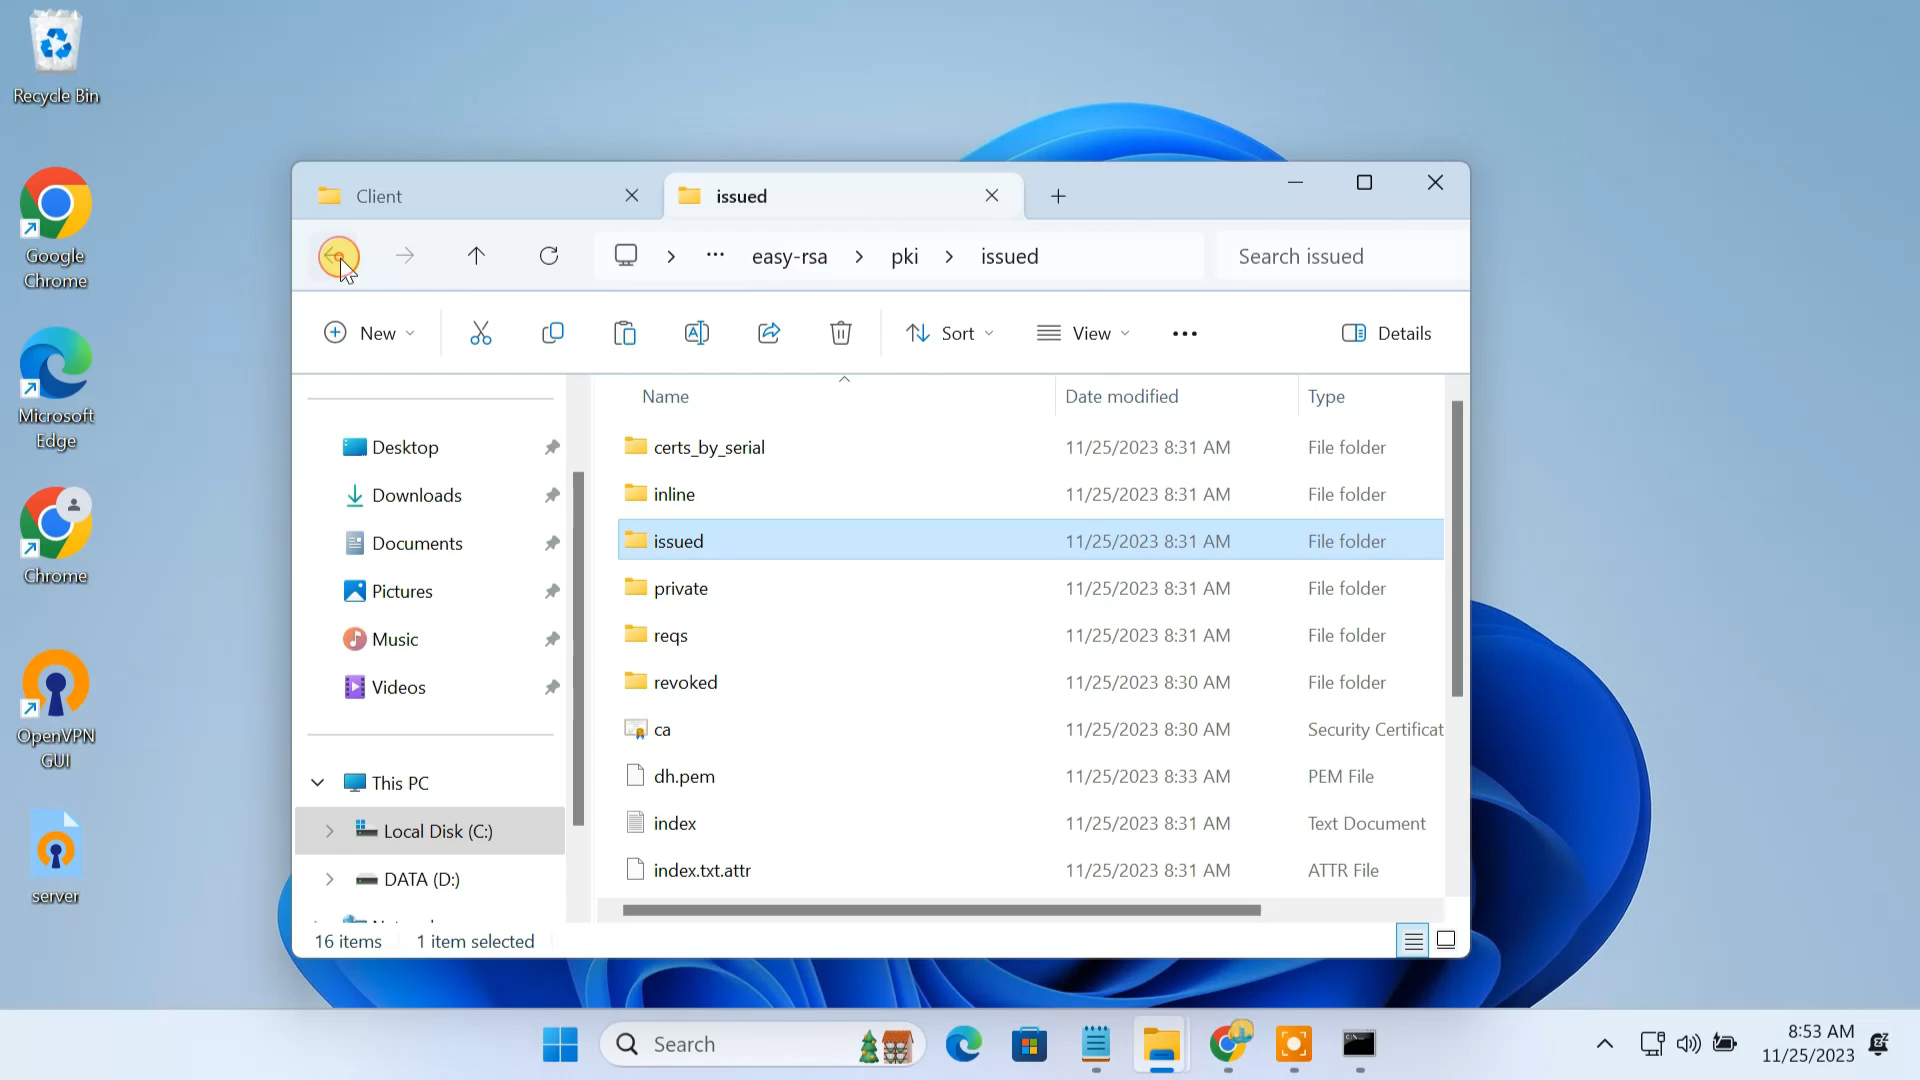 Recycle Bin
Google
Chrome
Microsoft
Edge
Chrome
OpenVPN
GUI
server
Client
issued
easy-rsa
pki
issued
Search issued
New
Sort
View
Details
Desktop
Downloads
Documents
Pictures
Music
Videos
This PC
Local Disk (C:)
DATA (D:)
Name
Date modified
Type
certs_by_serial 11/25/2023 8:31 AM File folder
inline 11/25/2023 8:31 AM File folder
issued 11/25/2023 8:31 AM File folder
private 11/25/2023 8:31 AM File folder
reqs 11/25/2023 8:31 AM File folder
revoked 11/25/2023 8:30 AM File folder
ca 11/25/2023 8:30 AM Security Certificat
dh.pem 11/25/2023 8:33 AM PEM File
index 11/25/2023 8:31 AM Text Document
index.txt.attr 11/25/2023 8:31 AM ATTR File
16 items
1 item selected
Search
8:53 AM
11/25/2023